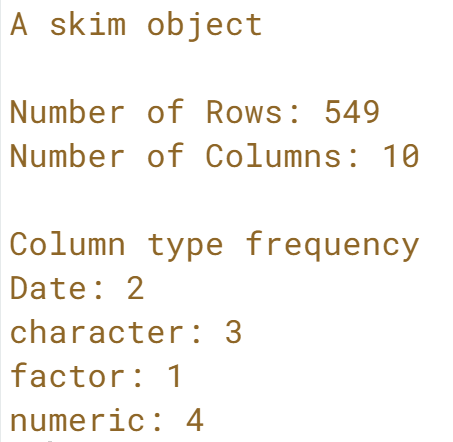 A skim object
Number of Rows: 549
Number of Columns: 10
Column type frequency
Date: 2
character: 3
factor: 1
numeric: 4